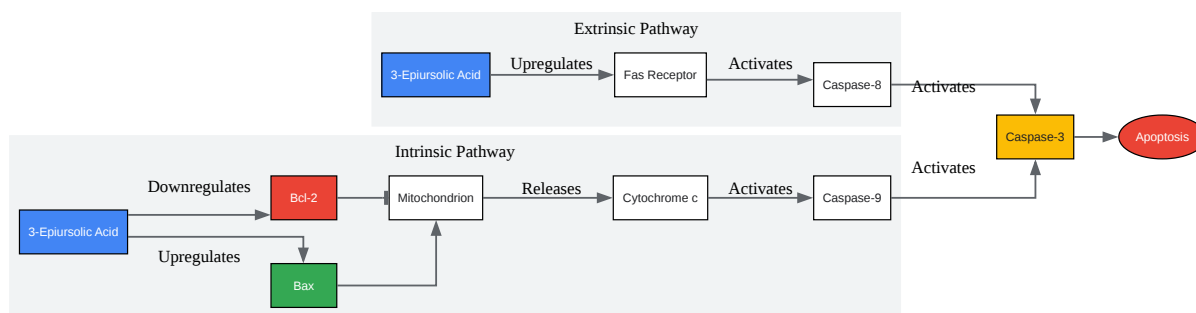 Extrinsic Pathway
3-Epiursolic Acid
Upregulates
Fas Receptor
Activates
Caspase-8
Activates
Caspase-3
Apoptosis
Intrinsic Pathway
3-Epiursolic Acid
Downregulates
Bcl-2
Upregulates
Bax
Mitochondrion
Releases
Cytochrome c
Activates
Caspase-9
Activates